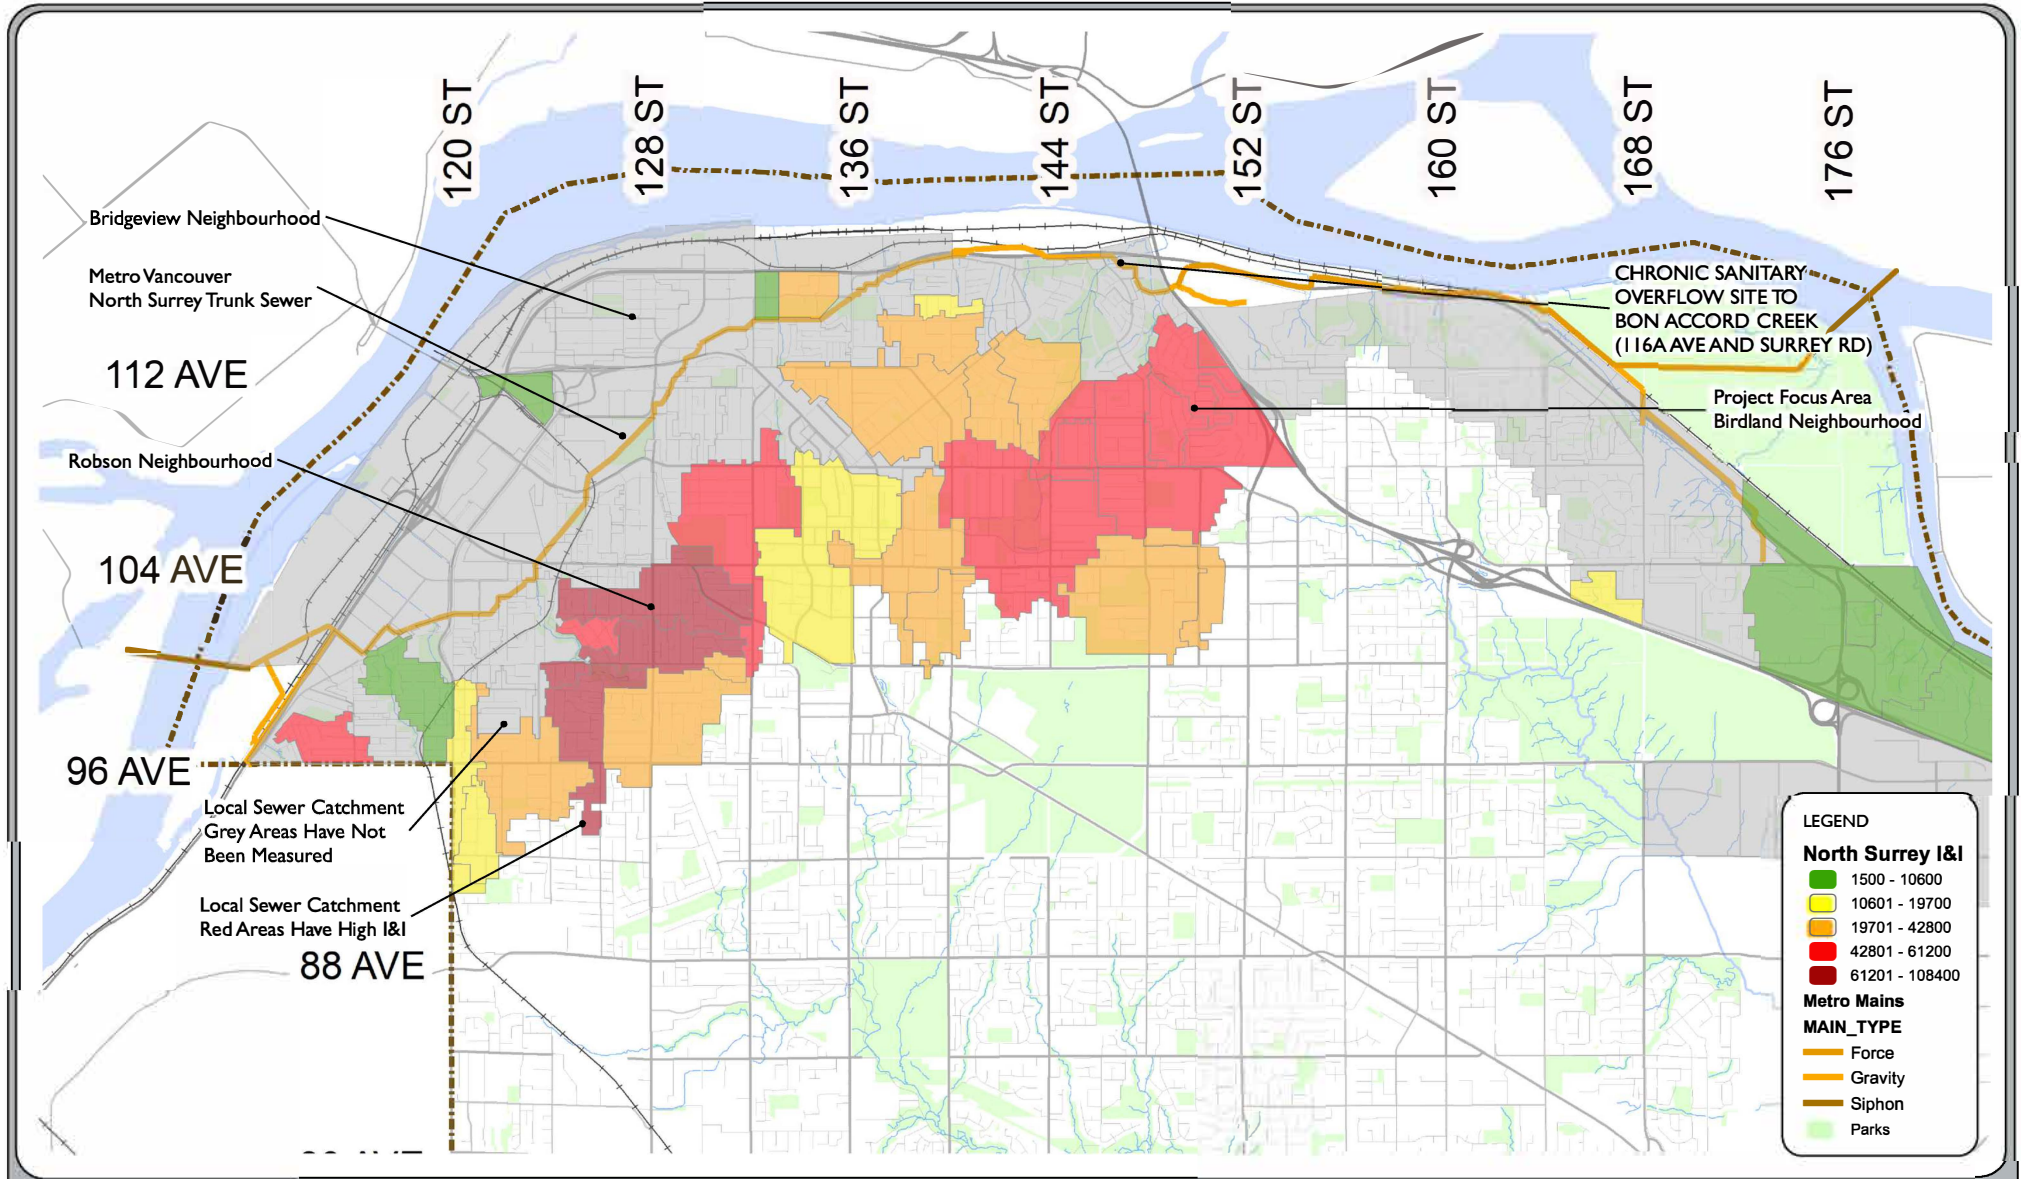 120 ST
128 ST
136 ST
144 ST
152 ST
160 ST
168 ST
176 ST
Bridgeview Neighbourhood
Metro Vancouver
North Surrey Trunk Sewer
112 AVE
Robson Neighbourhood
104 AVE
96 AVE
Local Sewer Catchment
Grey Areas Have Not
Been Measured
Local Sewer Catchment
Red Areas Have High I&I
88 AVE
CHRONIC SANITARY
OVERFLOW SITE TO
BON ACCORD CREEK
(116A AVE AND SURREY RD)
Project Focus Area
Birdland Neighbourhood
LEGEND
North Surrey I&I
1500 - 10600
10601 - 19700
19701 - 42800
42801 - 61200
61201 - 108400
Metro Mains
MAIN_TYPE
Force
Gravity
Siphon
Parks